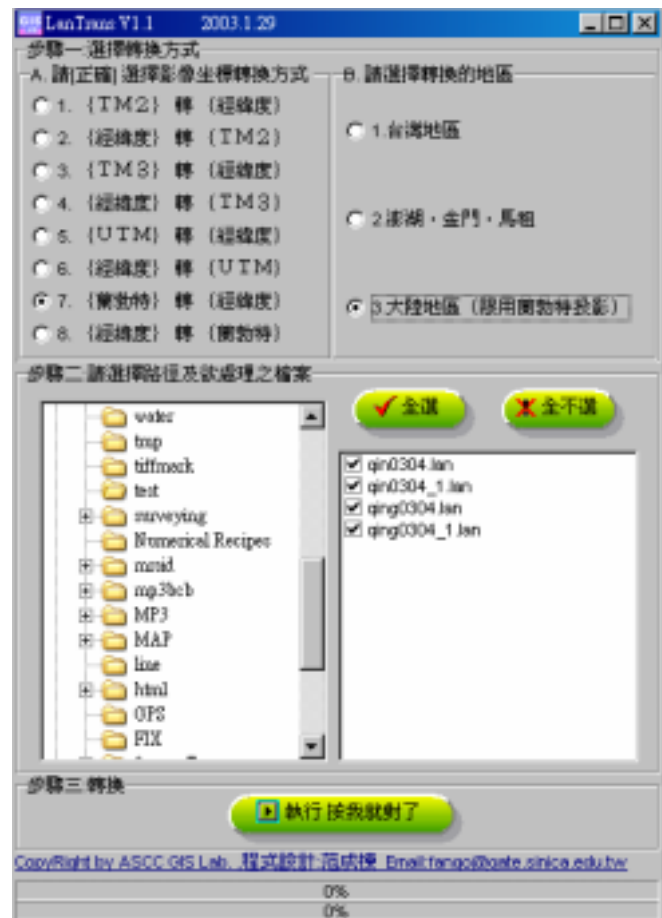 LanTrans V1.1 2003.1.29
步驟一:選擇轉換方式
A. 請[正確] 選擇影像坐標轉換方式
1. {TM2} 轉 {經緯度}
2. {經緯度} 轉 {TM2}
3. {TM3} 轉 {經緯度}
4. {經緯度} 轉 {TM3}
5. {UTM} 轉 {經緯度}
6. {經緯度} 轉 {UTM}
7. {蘭勃特} 轉 {經緯度}
8. {經緯度} 轉 {蘭勃特}
B. 請選擇轉換的地區
1.台灣地區
2.澎湖,金門,馬祖
3.大陸地區(限用蘭勃特投影)
步驟二:請選擇路徑及欲處理之檔案
water
tmp
tiffmark
test
surveying
Numerical Recipes
mrsid
mp3bcb
MP3
MAP
line
html
GPS
FIX
全選
全不選
qin0304.lan
qin0304_1.lan
qing0304.lan
qing0304_1.lan
步驟三:轉換
執行 按我就對了
CopyRight by ASCC GIS Lab. ,程式設計:范成棟 Email:fango@gate.sinica.edu.tw
0%
0%